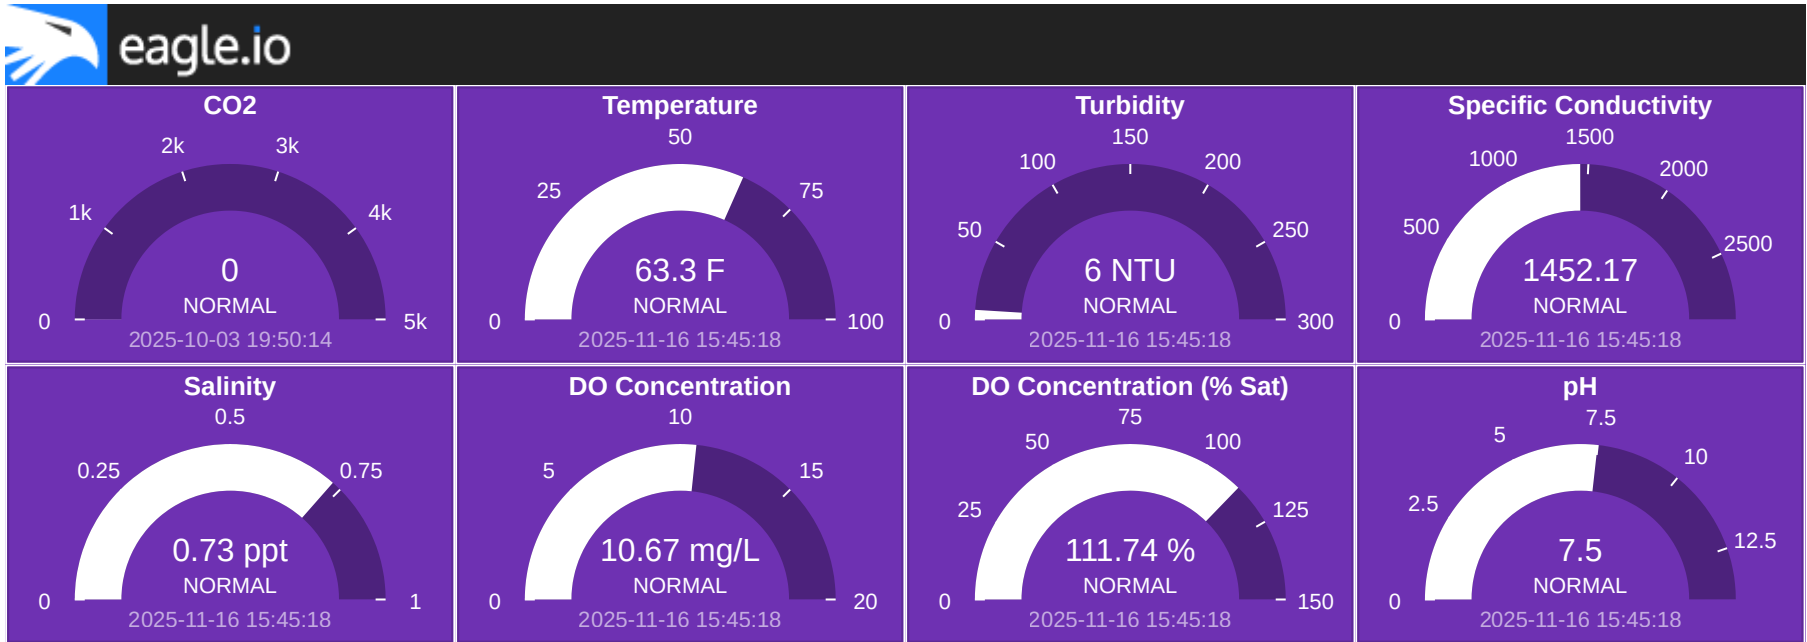 eagle.io
CO2
2k
3k
1k
4k
0
NORMAL
0
5k
2025-10-03 19:50:14
Temperature
50
25
75
63.3 F
NORMAL
0
100
2025-11-16 15:45:18
Turbidity
150
100
200
50
250
6 NTU
NORMAL
0
300
2025-11-16 15:45:18
Specific Conductivity
1500
1000
2000
500
2500
1452.17
NORMAL
0
2025-11-16 15:45:18
Salinity
0.5
0.25
0.75
0.73 ppt
NORMAL
0
1
2025-11-16 15:45:18
DO Concentration
10
5
15
10.67 mg/L
NORMAL
0
20
2025-11-16 15:45:18
DO Concentration (% Sat)
75
50
100
25
125
111.74 %
NORMAL
0
150
2025-11-16 15:45:18
pH
7.5
5
10
2.5
12.5
7.5
NORMAL
0
2025-11-16 15:45:18